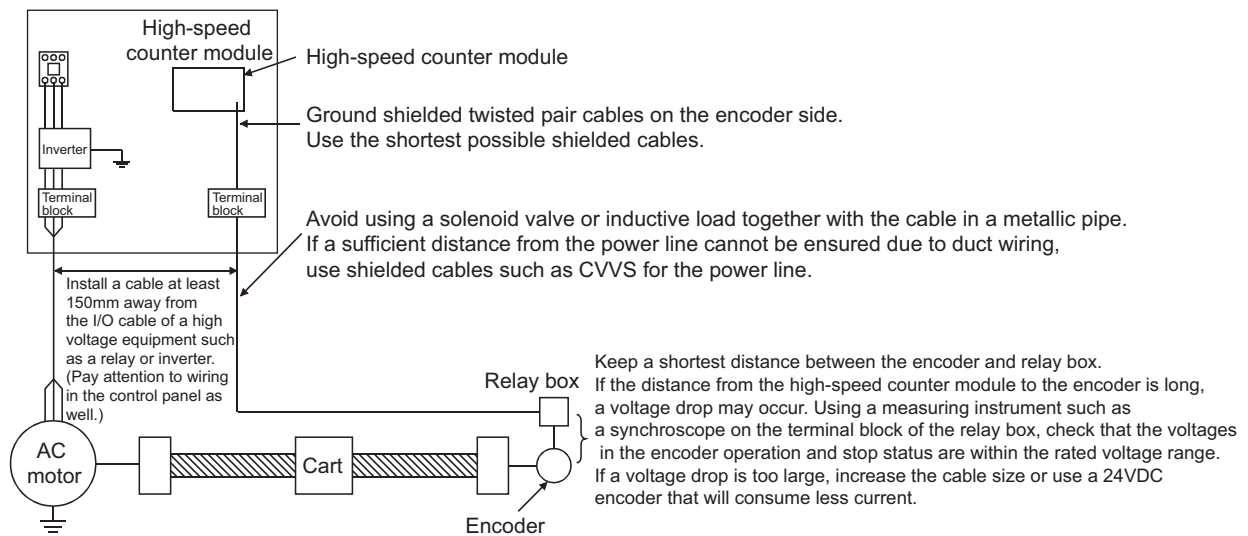 High-speed
counter module
High-speed counter module
Ground shielded twisted pair cables on the encoder side.
Use the shortest possible shielded cables.
Inverter
Terminal
block
Terminal
block
Avoid using a solenoid valve or inductive load together with the cable in a metallic pipe.
If a sufficient distance from the power line cannot be ensured due to duct wiring,
use shielded cables such as CVVS for the power line.
Install a cable at least
150mm away from
the I/O cable of a high
voltage equipment such
as a relay or inverter.
(Pay attention to wiring
in the control panel as
well.)
Relay box
Keep a shortest distance between the encoder and relay box.
If the distance from the high-speed counter module to the encoder is long,
a voltage drop may occur. Using a measuring instrument such as
a synchroscope on the terminal block of the relay box, check that the voltages
in the encoder operation and stop status are within the rated voltage range.
If a voltage drop is too large, increase the cable size or use a 24VDC
encoder that will consume less current.
AC
motor
Cart
Encoder